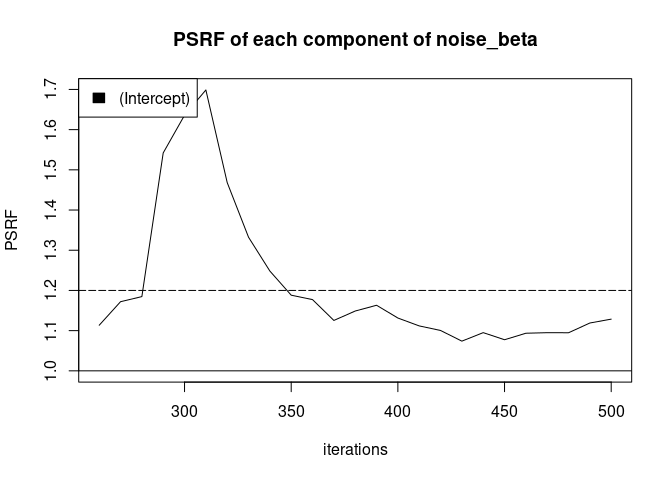 PSRF of each component of noise_beta
(Intercept)
PSRF
1.7
1.6
1.5
1.4
1.3
1.2
1.1
1.0
300 350 400 450 500
iterations